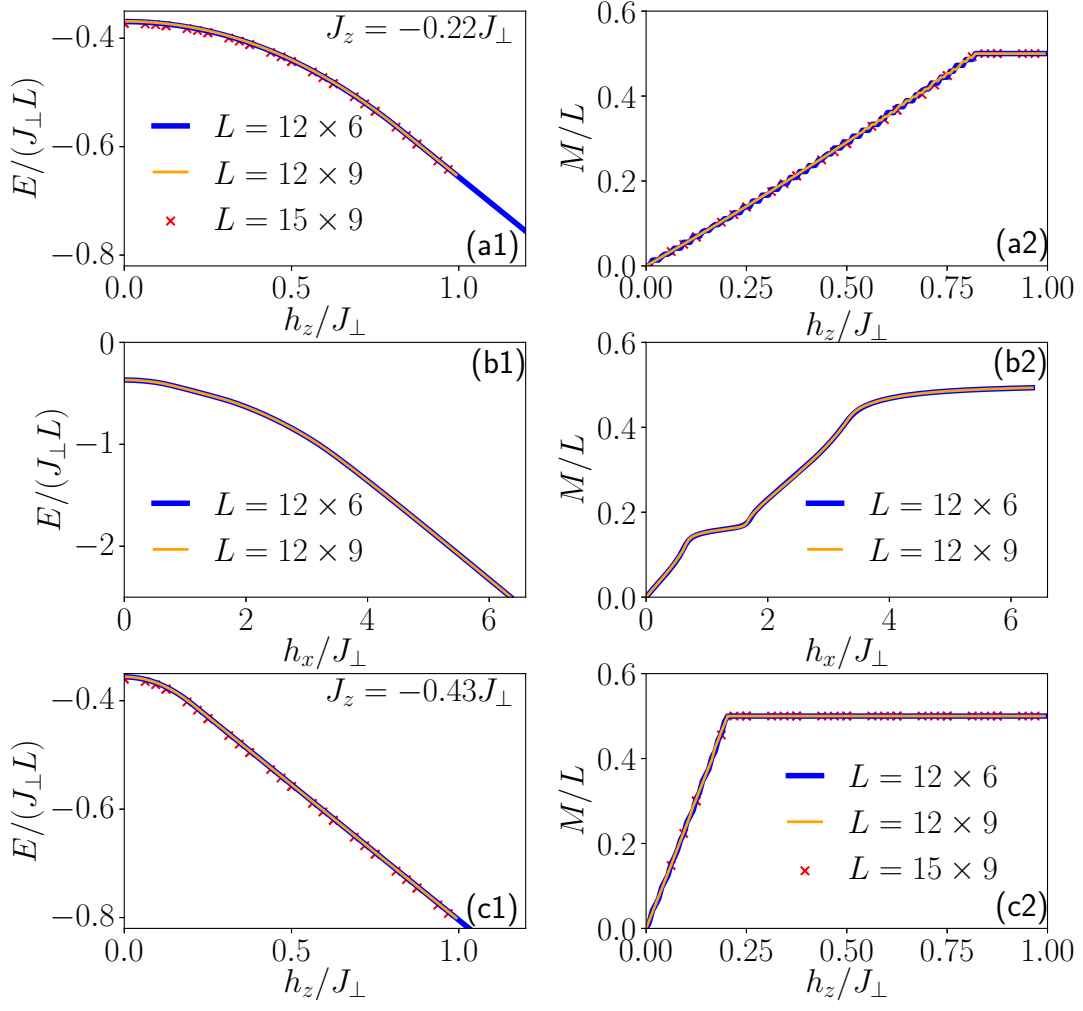 E/(J⊥L)
−0.4
−0.6
−0.8
J_z = −0.22J⊥
L = 12 × 6
L = 12 × 9
L = 15 × 9
(a1)
0.0
0.5
1.0
h_z/J⊥
M/L
0.6
0.4
0.2
0.0
(a2)
0.00
0.25
0.50
0.75
1.00
h_z/J⊥
E/(J⊥L)
0
−1
−2
(b1)
L = 12 × 6
L = 12 × 9
0
2
4
6
h_x/J⊥
M/L
0.6
0.4
0.2
0.0
(b2)
L = 12 × 6
L = 12 × 9
0
2
4
6
h_x/J⊥
E/(J⊥L)
−0.4
−0.6
−0.8
J_z = −0.43J⊥
(c1)
0.0
0.5
1.0
h_z/J⊥
M/L
0.6
0.4
0.2
0.0
L = 12 × 6
L = 12 × 9
L = 15 × 9
(c2)
0.00
0.25
0.50
0.75
1.00
h_z/J⊥